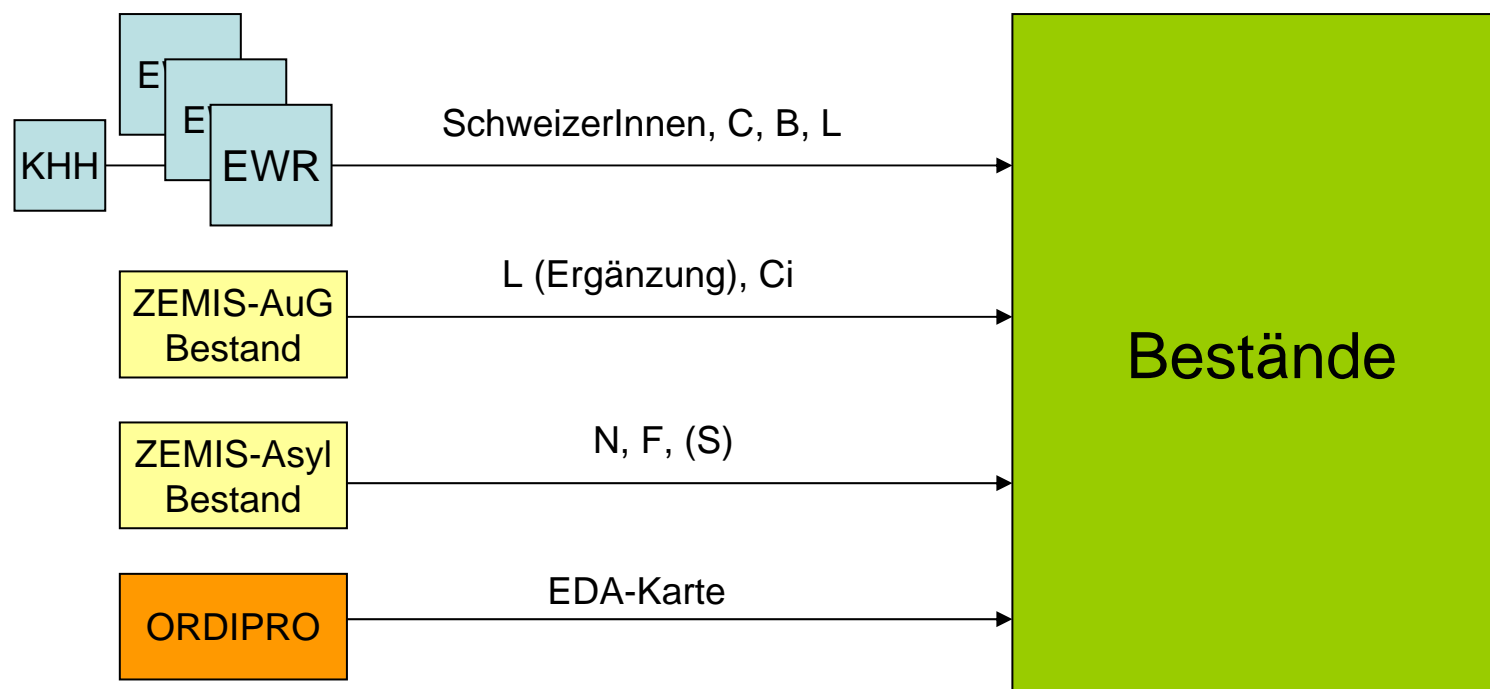 KHH
EWR
SchweizerInnen, C, B, L
ZEMIS-AuG
Bestand
L (Ergänzung), Ci
ZEMIS-Asyl
Bestand
N, F, (S)
ORDIPRO
EDA-Karte
Bestände